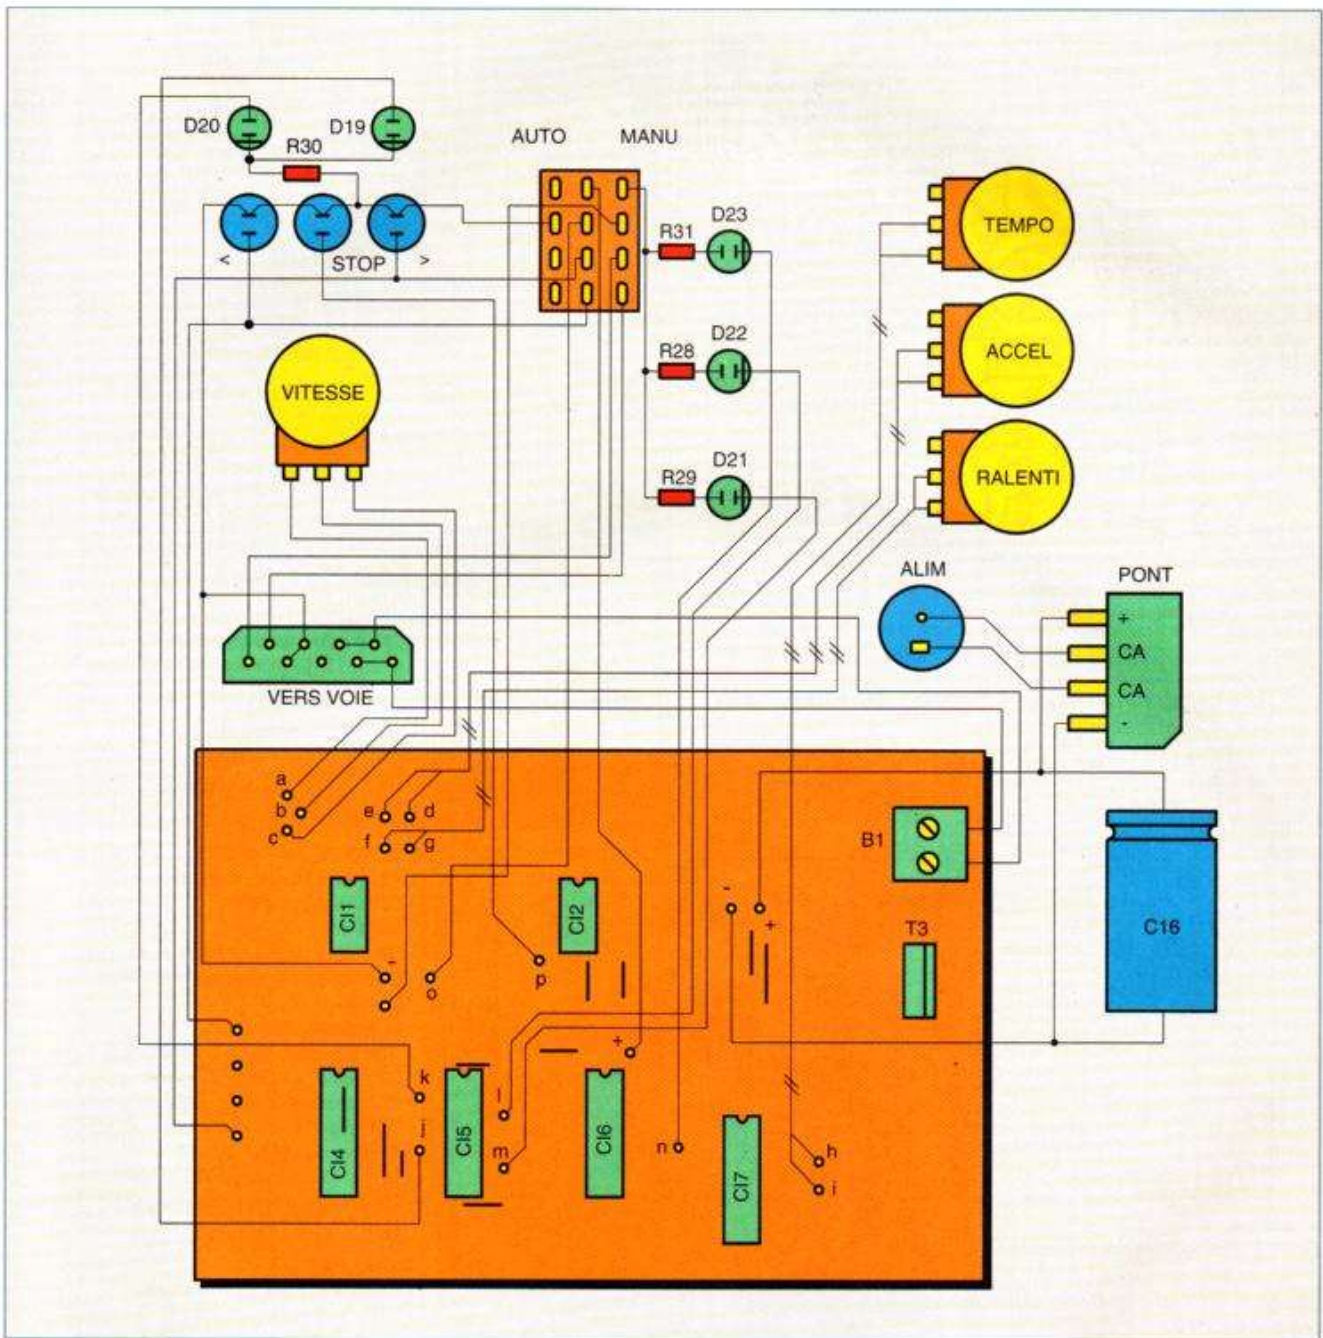 D20
D19
R30
AUTO
MANU
<
STOP
>
R31
D23
TEMPO
R28
D22
ACCEL
VITESSE
R29
D21
RALENTI
ALIM
PONT
+
CA
CA
-
VERS VOIE
a
b
c
e
d
f
g
B1
CI1
CI2
-
+
T3
C16
-
o
p
+
k
j
CI4
CI5
l
m
CI6
n
CI7
h
i